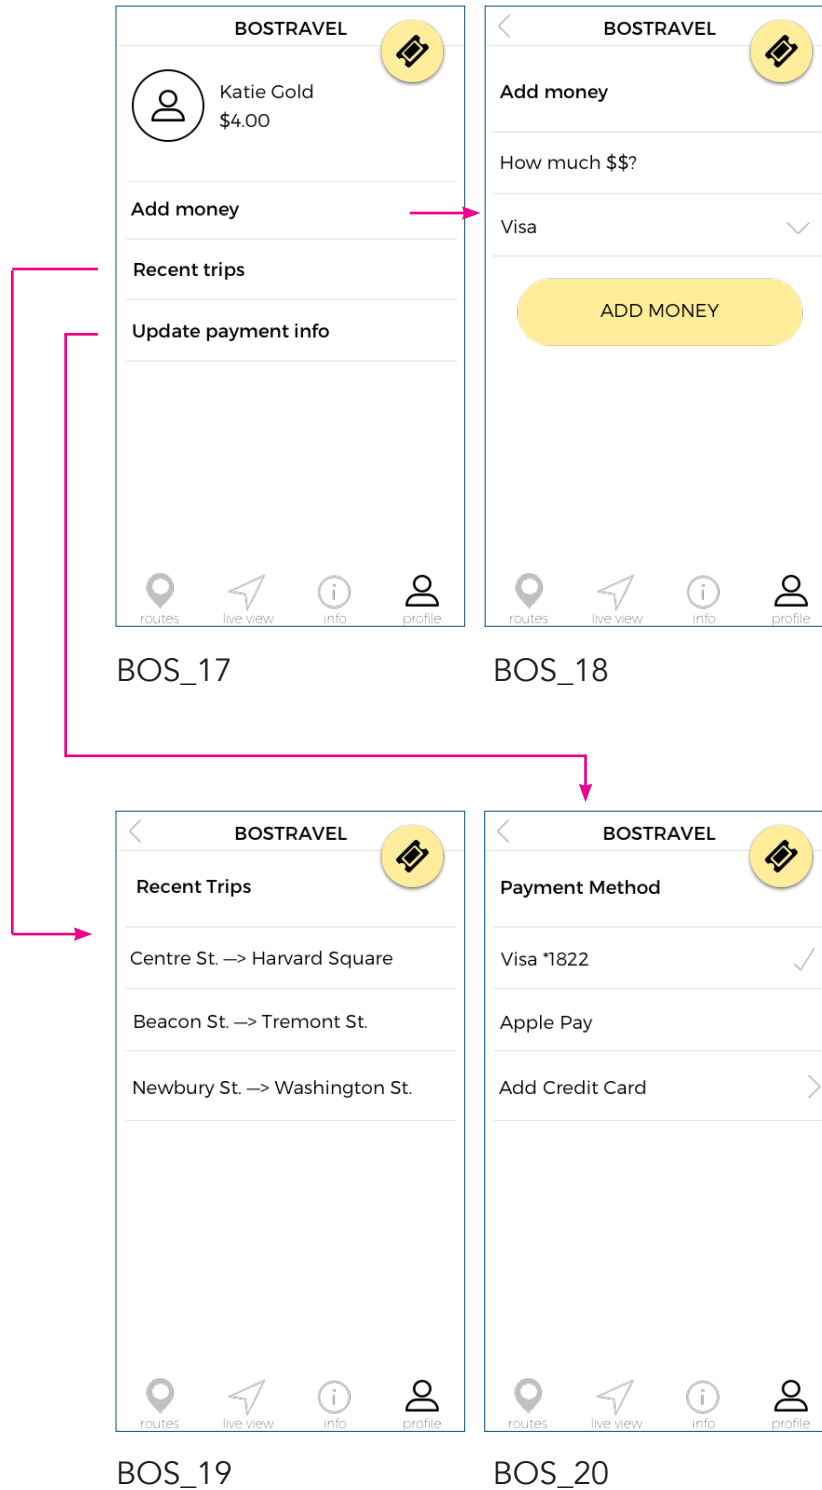 BOSTRAVEL
Katie Gold
$4.00
Add money
Recent trips
Update payment info
routes
live view
info
profile
BOS_17
BOSTRAVEL
Add money
How much $$?
Visa
ADD MONEY
routes
live view
info
profile
BOS_18
BOSTRAVEL
Recent Trips
Centre St. —> Harvard Square
Beacon St. —> Tremont St.
Newbury St. —> Washington St.
routes
live view
info
profile
BOS_19
BOSTRAVEL
Payment Method
Visa *1822
Apple Pay
Add Credit Card
routes
live view
info
profile
BOS_20